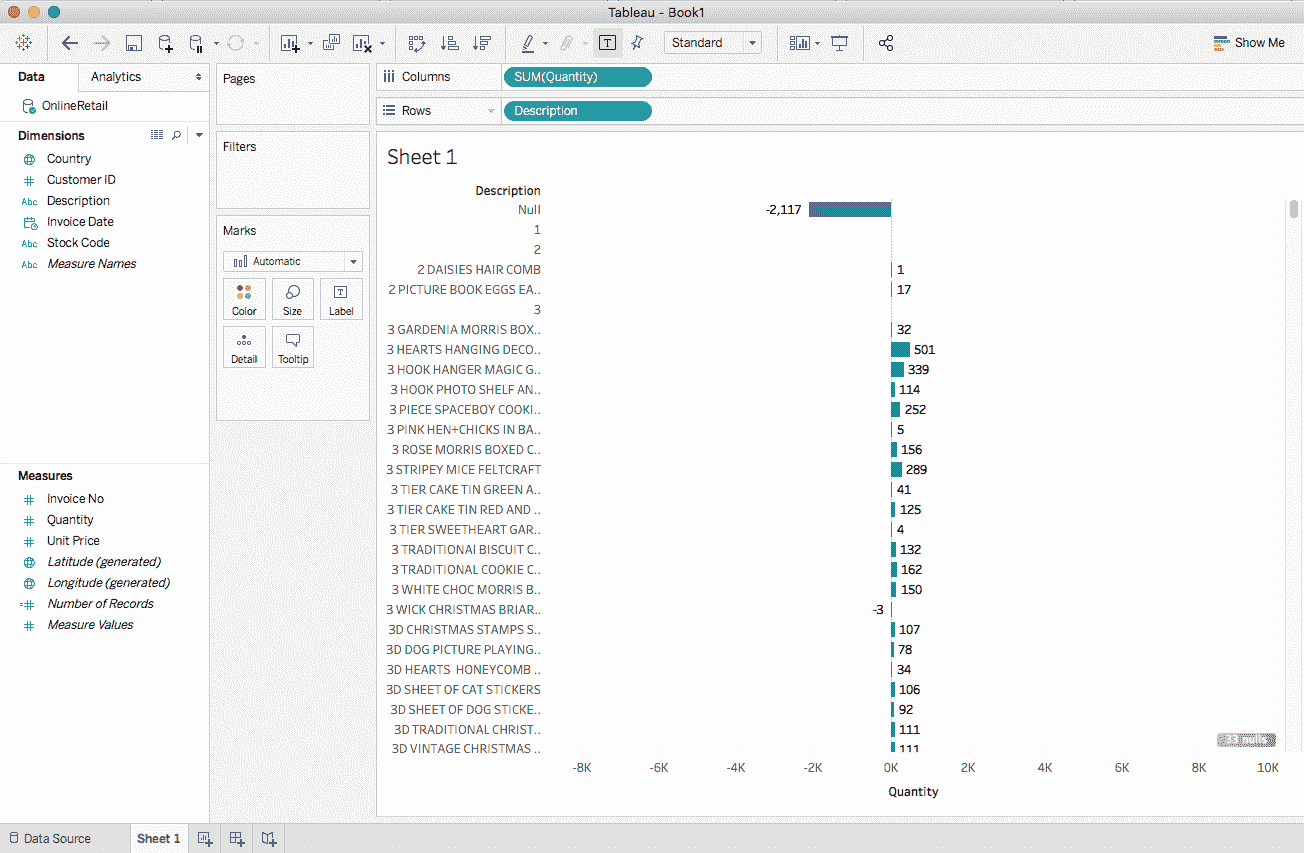 Tableau - Book1
Standard
Show Me
Data
Analytics
OnlineRetail
Dimensions
Country
Customer ID
Abc Description
Invoice Date
Abc Stock Code
Abc Measure Names
Measures
Invoice No
Quantity
Unit Price
Latitude (generated)
Longitude (generated)
Number of Records
Measure Values
Pages
Filters
Marks
Automatic
Color Size Label
Detail Tooltip
Columns SUM(Quantity)
Rows Description
Sheet 1
Description
Null -2,117
1
2
2 DAISIES HAIR COMB 1
2 PICTURE BOOK EGGS EA.. 17
3
3 GARDENIA MORRIS BOX.. 32
3 HEARTS HANGING DECO.. 501
3 HOOK HANGER MAGIC G.. 339
3 HOOK PHOTO SHELF AN.. 114
3 PIECE SPACEBOY COOKI.. 252
3 PINK HEN+CHICKS IN BA.. 5
3 ROSE MORRIS BOXED C.. 156
3 STRIPEY MICE FELTCRAFT 289
3 TIER CAKE TIN GREEN A.. 41
3 TIER CAKE TIN RED AND .. 125
3 TIER SWEETHEART GAR.. 4
3 TRADITIONAl BISCUIT C.. 132
3 TRADITIONAL COOKIE C.. 162
3 WHITE CHOC MORRIS B.. 150
3 WICK CHRISTMAS BRIAR.. -3
3D CHRISTMAS STAMPS S.. 107
3D DOG PICTURE PLAYING.. 78
3D HEARTS  HONEYCOMB .. 34
3D SHEET OF CAT STICKERS 106
3D SHEET OF DOG STICKE.. 92
3D TRADITIONAL CHRIST.. 111
3D VINTAGE CHRISTMAS .. 111
33 nulls
-8K -6K -4K -2K 0K 2K 4K 6K 8K 10K
Quantity
Data Source
Sheet 1